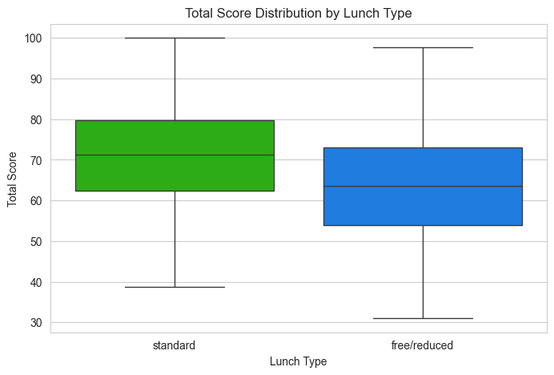 Total Score Distribution by Lunch Type
Total Score
100
90
80
70
60
50
40
30
standard free/reduced
Lunch Type